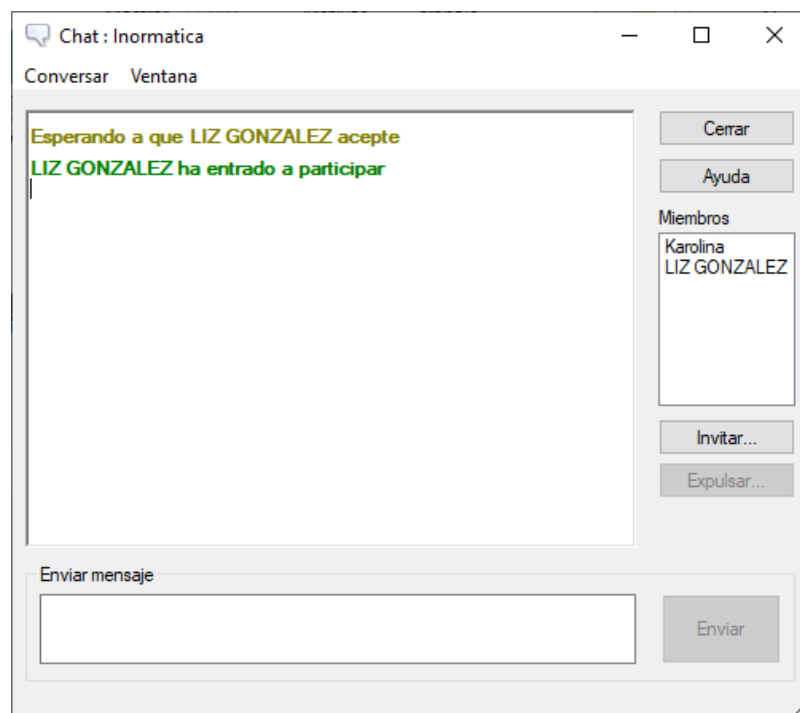 Chat : Inormatica
Conversar Ventana
Esperando a que LIZ GONZALEZ acepte
LIZ GONZALEZ ha entrado a participar
Cerrar
Ayuda
Miembros
Karolina
LIZ GONZALEZ
Invitar...
Expulsar...
Enviar mensaje
Enviar